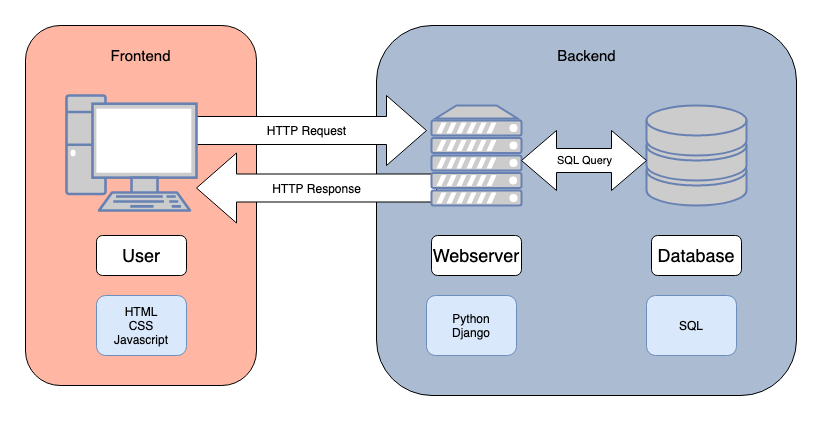 Frontend
Backend
HTTP Request
SQL Query
HTTP Response
User
Webserver
Database
HTML
CSS
Javascript
Python
Django
SQL